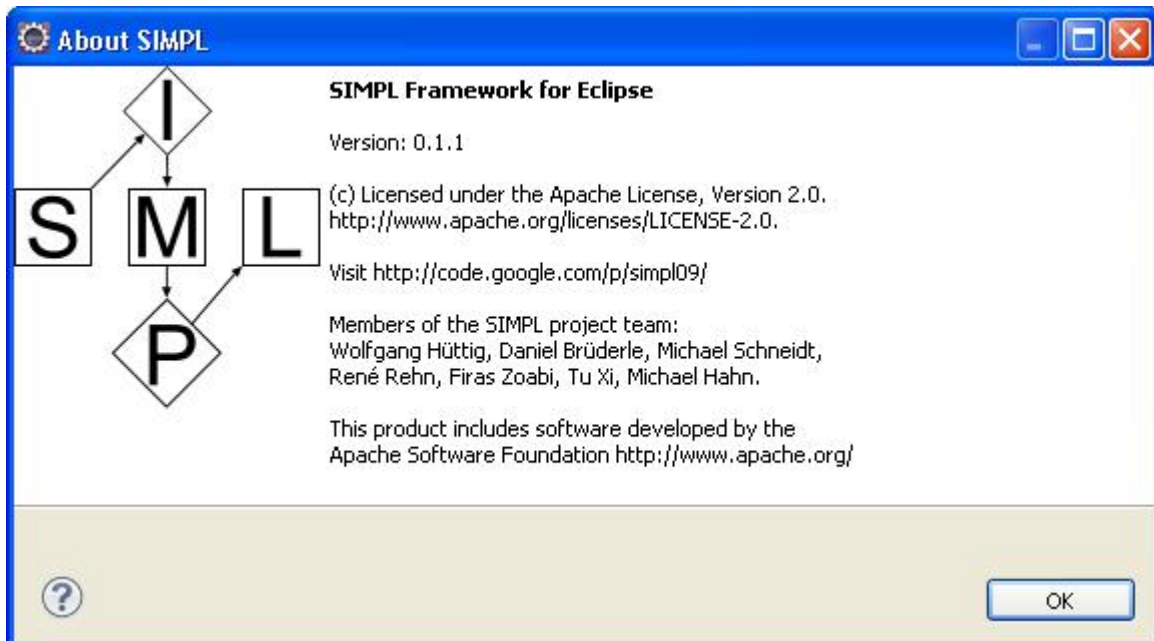 About SIMPL
SIMPL Framework for Eclipse
Version: 0.1.1
(c) Licensed under the Apache License, Version 2.0.
http://www.apache.org/licenses/LICENSE-2.0.
Visit http://code.google.com/p/simpl09/
Members of the SIMPL project team:
Wolfgang Hüttig, Daniel Brüderle, Michael Schneidt,
René Rehn, Firas Zoabi, Tu Xi, Michael Hahn.
This product includes software developed by the
Apache Software Foundation http://www.apache.org/
S
I
M
P
L
?
OK